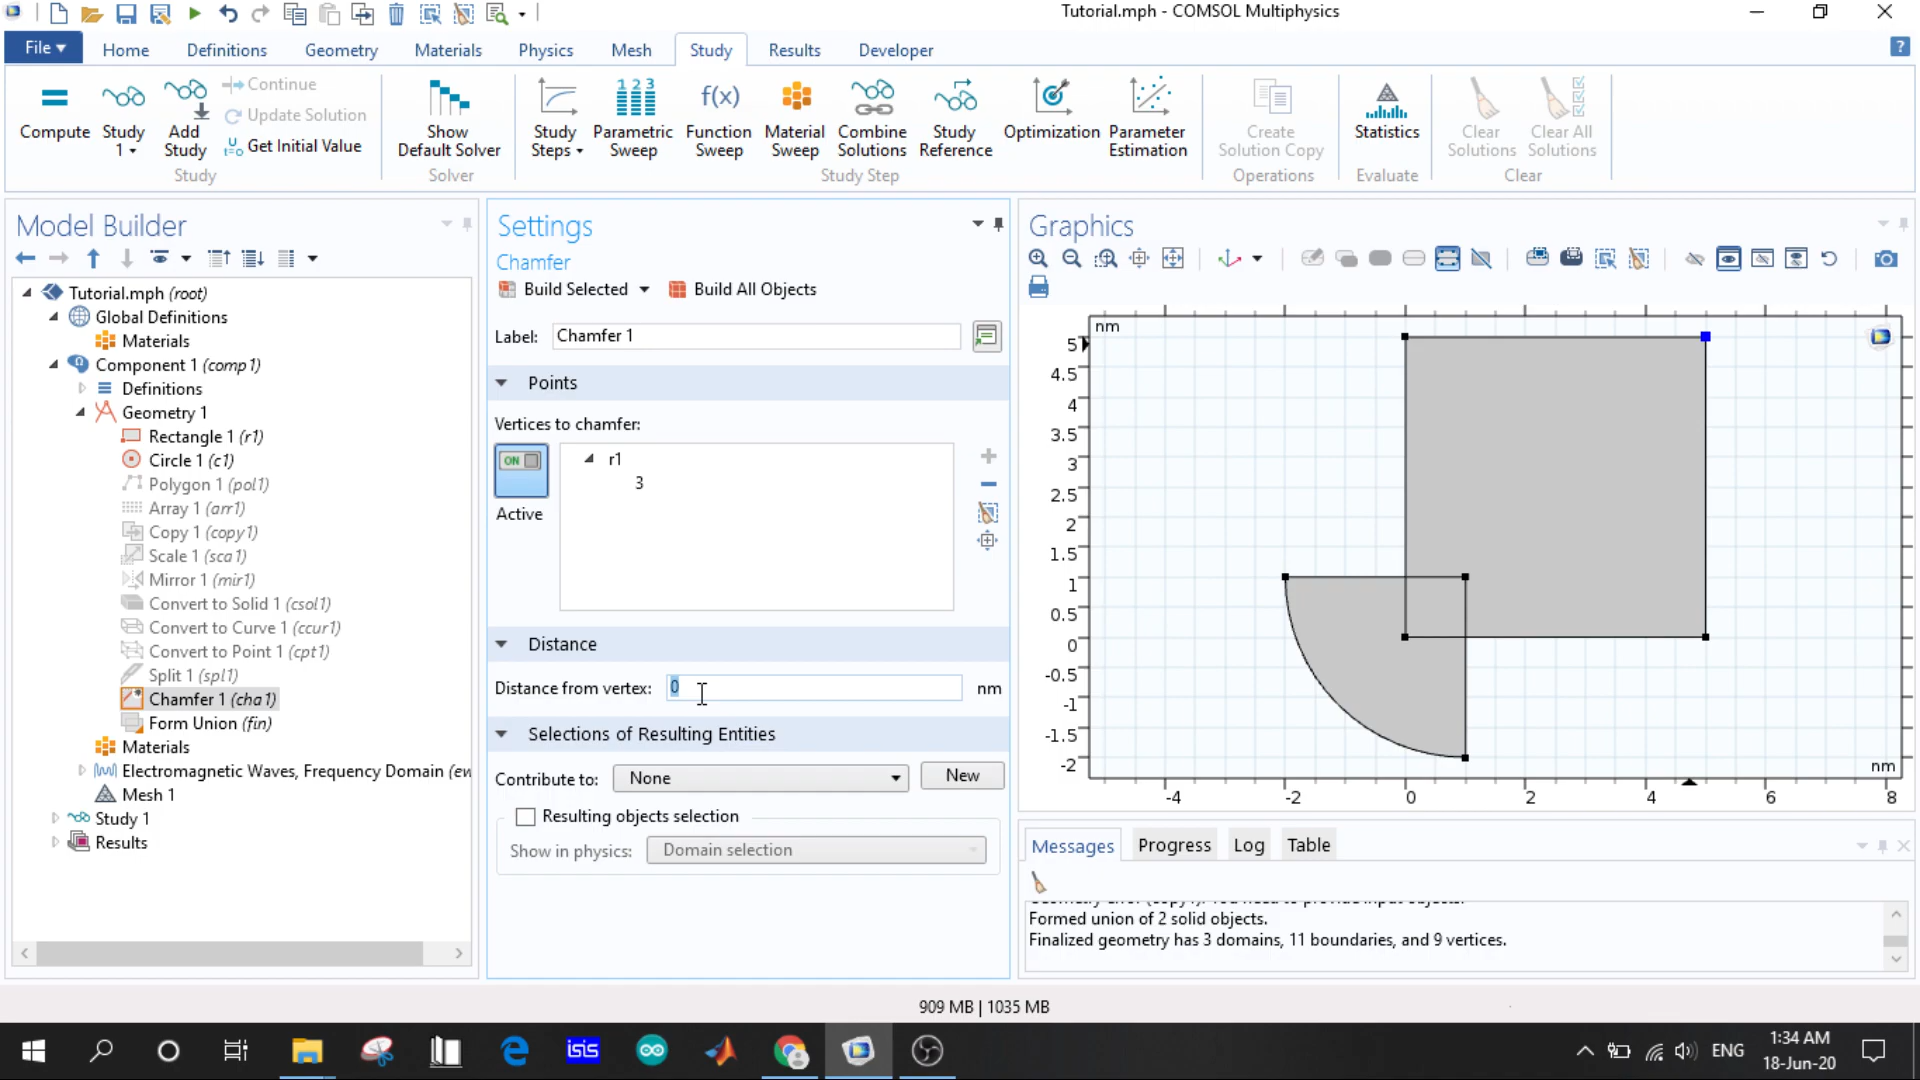 Tutorial.mph - COMSOL Multiphysics
File
Home
Definitions
Geometry
Materials
Physics
Mesh
Study
Results
Developer
Compute
Study 1
Add Study
Continue
Update Solution
Get Initial Value
Study
Show Default Solver
Solver
Study Steps
Parametric Sweep
Function Sweep
Material Sweep
Combine Solutions
Study Reference
Optimization
Parameter Estimation
Study Step
Create Solution Copy
Operations
Statistics
Evaluate
Clear Solutions
Clear All Solutions
Clear
Model Builder
Tutorial.mph (root)
Global Definitions
Materials
Component 1 (comp1)
Definitions
Geometry 1
Rectangle 1 (r1)
Circle 1 (c1)
Polygon 1 (pol1)
Array 1 (arr1)
Copy 1 (copy1)
Scale 1 (sca1)
Mirror 1 (mir1)
Convert to Solid 1 (csol1)
Convert to Curve 1 (ccur1)
Convert to Point 1 (cpt1)
Split 1 (spl1)
Chamfer 1 (cha1)
Form Union (fin)
Materials
Electromagnetic Waves, Frequency Domain (ew
Mesh 1
Study 1
Results
Settings
Chamfer
Build Selected
Build All Objects
Label: Chamfer 1
Points
Vertices to chamfer:
ON
Active
r1
3
Distance
Distance from vertex: 0 nm
Selections of Resulting Entities
Contribute to: None New
Resulting objects selection
Show in physics: Domain selection
Graphics
nm
5
4.5
4
3.5
3
2.5
2
1.5
1
0.5
0
-0.5
-1
-1.5
-2
nm
-4 -2 0 2 4 6 8
Messages
Progress
Log
Table
Formed union of 2 solid objects.
Finalized geometry has 3 domains, 11 boundaries, and 9 vertices.
909 MB | 1035 MB
isis
ENG
1:34 AM
18-Jun-20